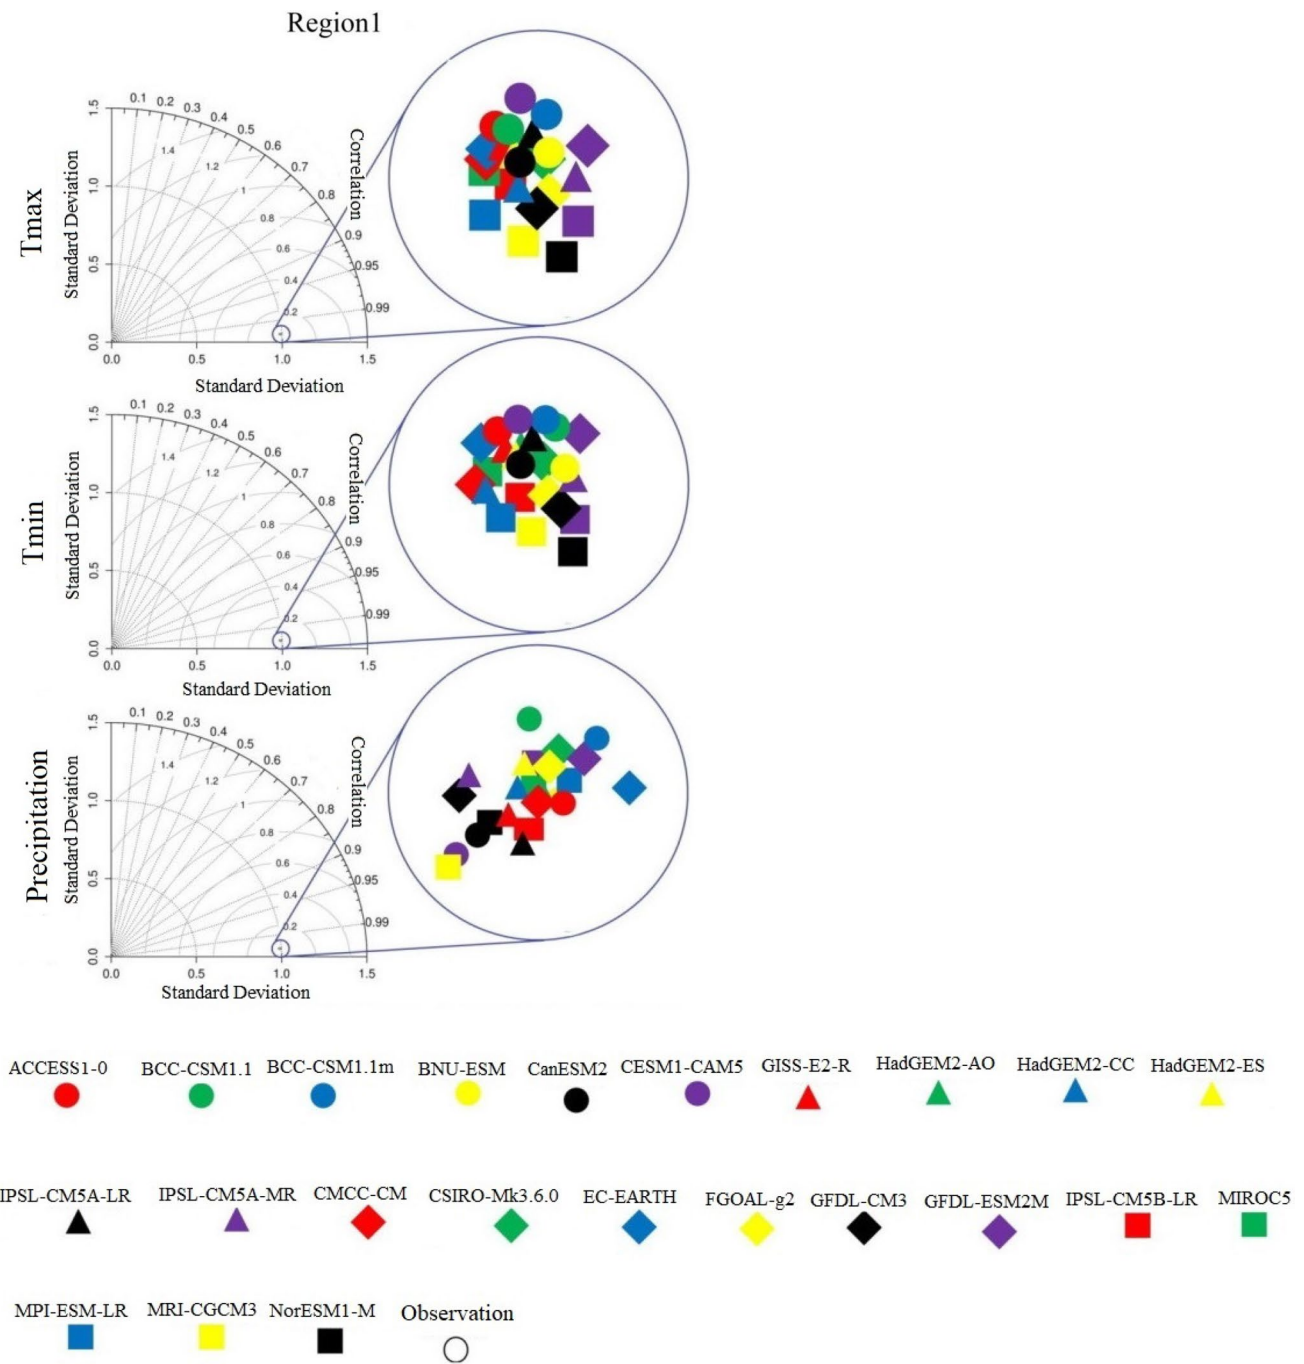 Region1
Tmax
Standard Deviation
1.5
1.0
0.5
0.0
0.1 0.2 0.3 0.4 0.5 0.6 0.7 0.8 0.9 0.95 0.99
Correlation
1.4 1.2 1 0.8 0.6 0.4 0.2
0.0 0.5 1.0 1.5
Standard Deviation
Tmin
Standard Deviation
1.5
1.0
0.5
0.0
0.1 0.2 0.3 0.4 0.5 0.6 0.7 0.8 0.9 0.95 0.99
Correlation
1.4 1.2 1 0.8 0.6 0.4 0.2
0.0 0.5 1.0 1.5
Standard Deviation
Precipitation
Standard Deviation
1.5
1.0
0.5
0.0
0.1 0.2 0.3 0.4 0.5 0.6 0.7 0.8 0.9 0.95 0.99
Correlation
1.4 1.2 1 0.8 0.6 0.4 0.2
0.0 0.5 1.0 1.5
Standard Deviation
ACCESS1-0 BCC-CSM1.1 BCC-CSM1.1m BNU-ESM CanESM2 CESM1-CAM5 GISS-E2-R HadGEM2-AO HadGEM2-CC HadGEM2-ES
IPSL-CM5A-LR IPSL-CM5A-MR CMCC-CM CSIRO-Mk3.6.0 EC-EARTH FGOAL-g2 GFDL-CM3 GFDL-ESM2M IPSL-CM5B-LR MIROC5
MPI-ESM-LR MRI-CGCM3 NorESM1-M Observation